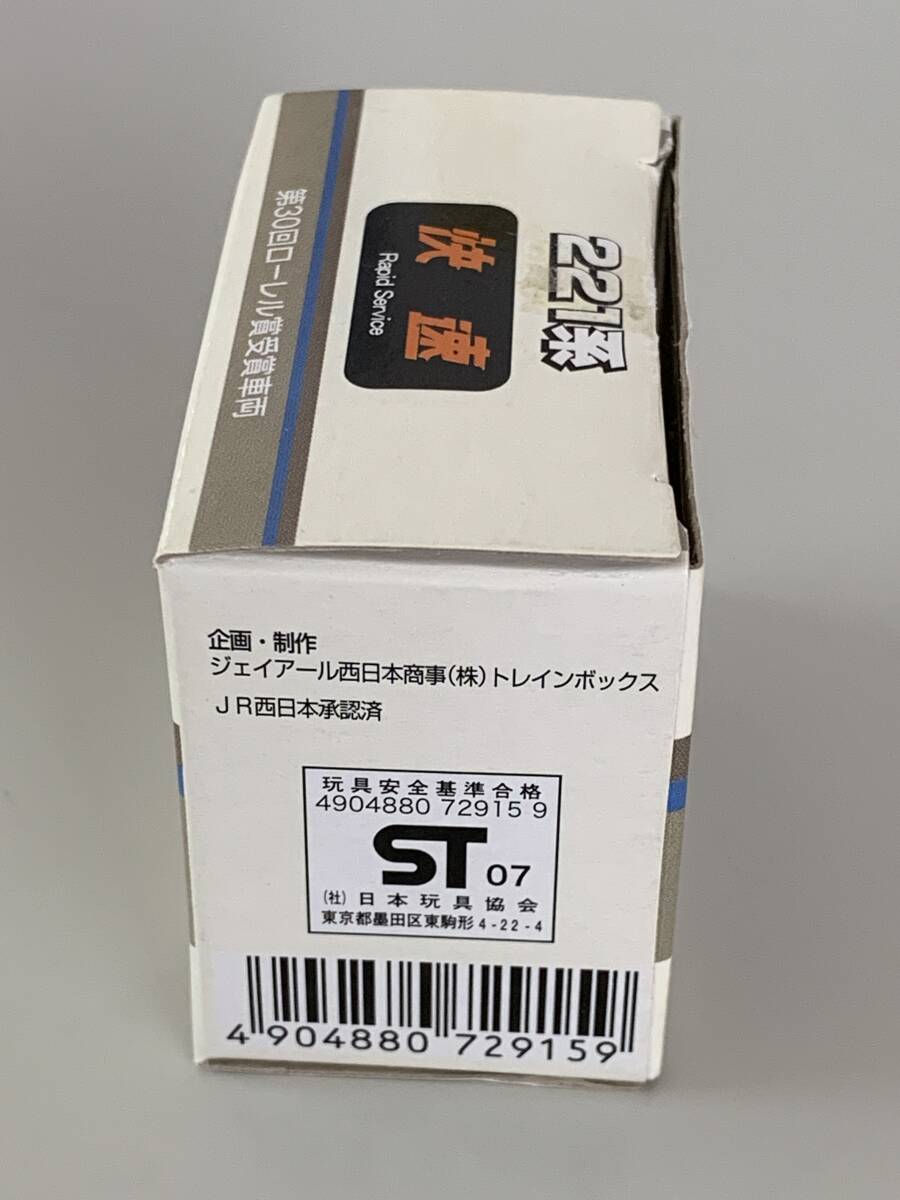 221系
快速
Rapid Service
第30回ローレル賞受賞車両
企画・制作
ジェイアール西日本商事(株)トレインボックス
JR西日本承認済
玩具安全基準合格
4904880 72915 9
ST 07
(社)日本玩具協会
東京都墨田区東駒形4-22-4
4 904880 729159